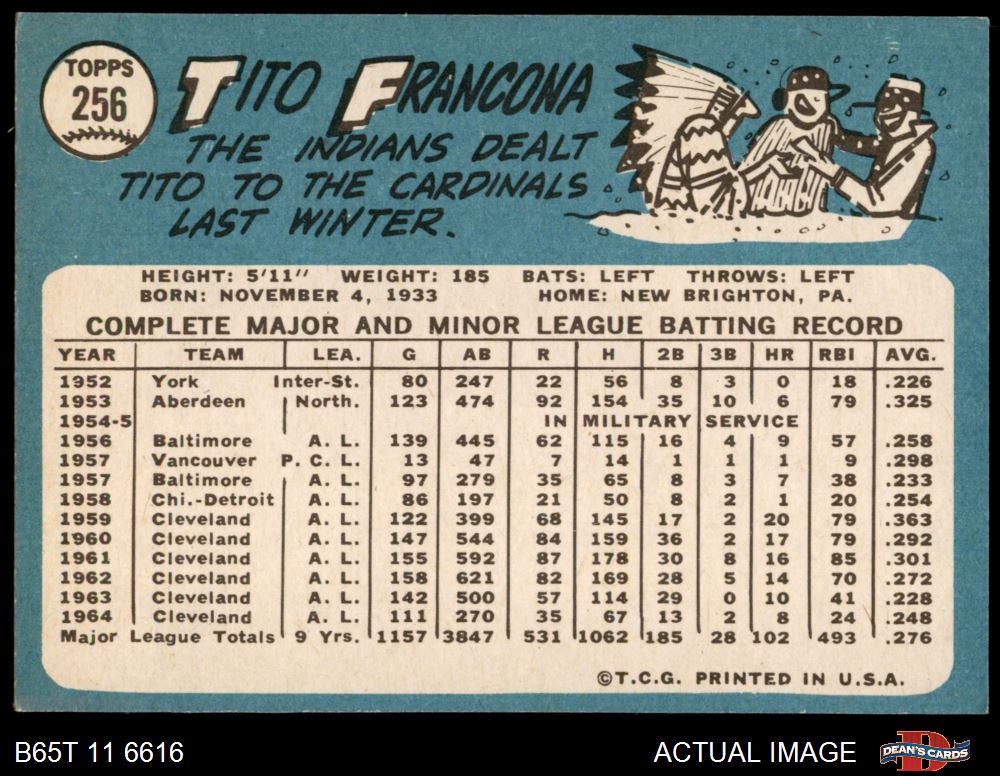 TOPPS
256
TITO FRANCONA
THE INDIANS DEALT
TITO TO THE CARDINALS
LAST WINTER.
HEIGHT: 5'11" WEIGHT: 185 BATS: LEFT THROWS: LEFT
BORN: NOVEMBER 4, 1933 HOME: NEW BRIGHTON, PA.
COMPLETE MAJOR AND MINOR LEAGUE BATTING RECORD
YEAR TEAM LEA. G AB R H 2B 3B HR RBI AVG.
1952 York Inter-St. 80 247 22 56 8 3 0 18 .226
1953 Aberdeen North. 123 474 92 154 35 10 6 79 .325
1954-5 IN MILITARY SERVICE
1956 Baltimore A. L. 139 445 62 115 16 4 9 57 .258
1957 Vancouver P. C. L. 13 47 7 14 1 1 1 9 .298
1957 Baltimore A. L. 97 279 35 65 8 3 7 38 .233
1958 Chi.-Detroit A. L. 86 197 21 50 8 2 1 20 .254
1959 Cleveland A. L. 122 399 68 145 17 2 20 79 .363
1960 Cleveland A. L. 147 544 84 159 36 2 17 79 .292
1961 Cleveland A. L. 155 592 87 178 30 8 16 85 .301
1962 Cleveland A. L. 158 621 82 169 28 5 14 70 .272
1963 Cleveland A. L. 142 500 57 114 29 0 10 41 .228
1964 Cleveland A. L. 111 270 35 67 13 2 8 24 .248
Major League Totals 9 Yrs. 1157 3847 531 1062 185 28 102 493 .276
©T.C.G. PRINTED IN U.S.A.
B65T 11 6616 ACTUAL IMAGE DEAN'S CARDS